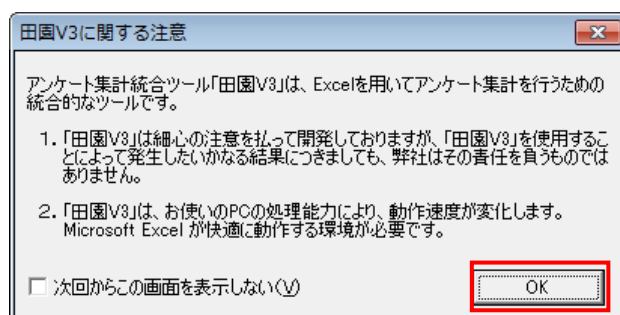 田園V3に関する注意
アンケート集計統合ツール「田園V3」は、Excelを用いてアンケート集計を行うための
統合的なツールです。
1. 「田園V3」は細心の注意を払って開発しておりますが、「田園V3」を使用するこ
とによって発生したいかなる結果につきましても、弊社はその責任を負うものでは
ありません。
2. 「田園V3」は、お使いのPCの処理能力により、動作速度が変化します。
Microsoft Excel が快適に動作する環境が必要です。
次回からこの画面を表示しない(V)
OK